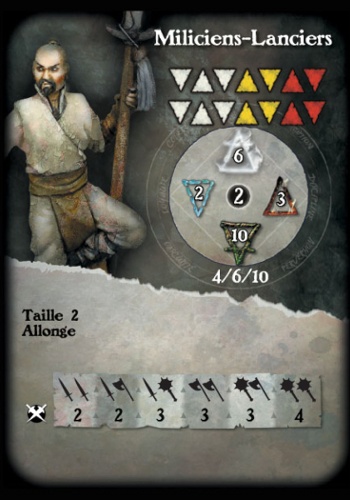 Miliciens-Lanciers
6
2 2 3
10
4/6/10
Taille 2
Allonge
2 2 3 3 3 4